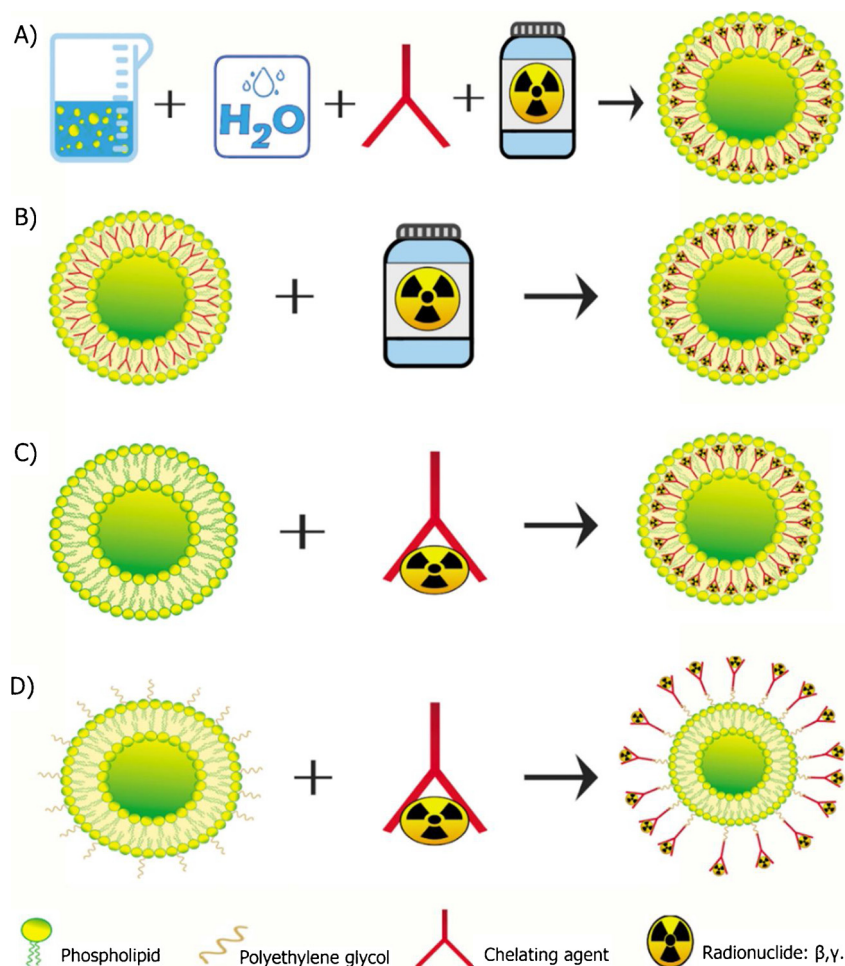 A)
H2O
B)
C)
D)
Phospholipid
Polyethylene glycol
Chelating agent
Radionuclide: β,γ.